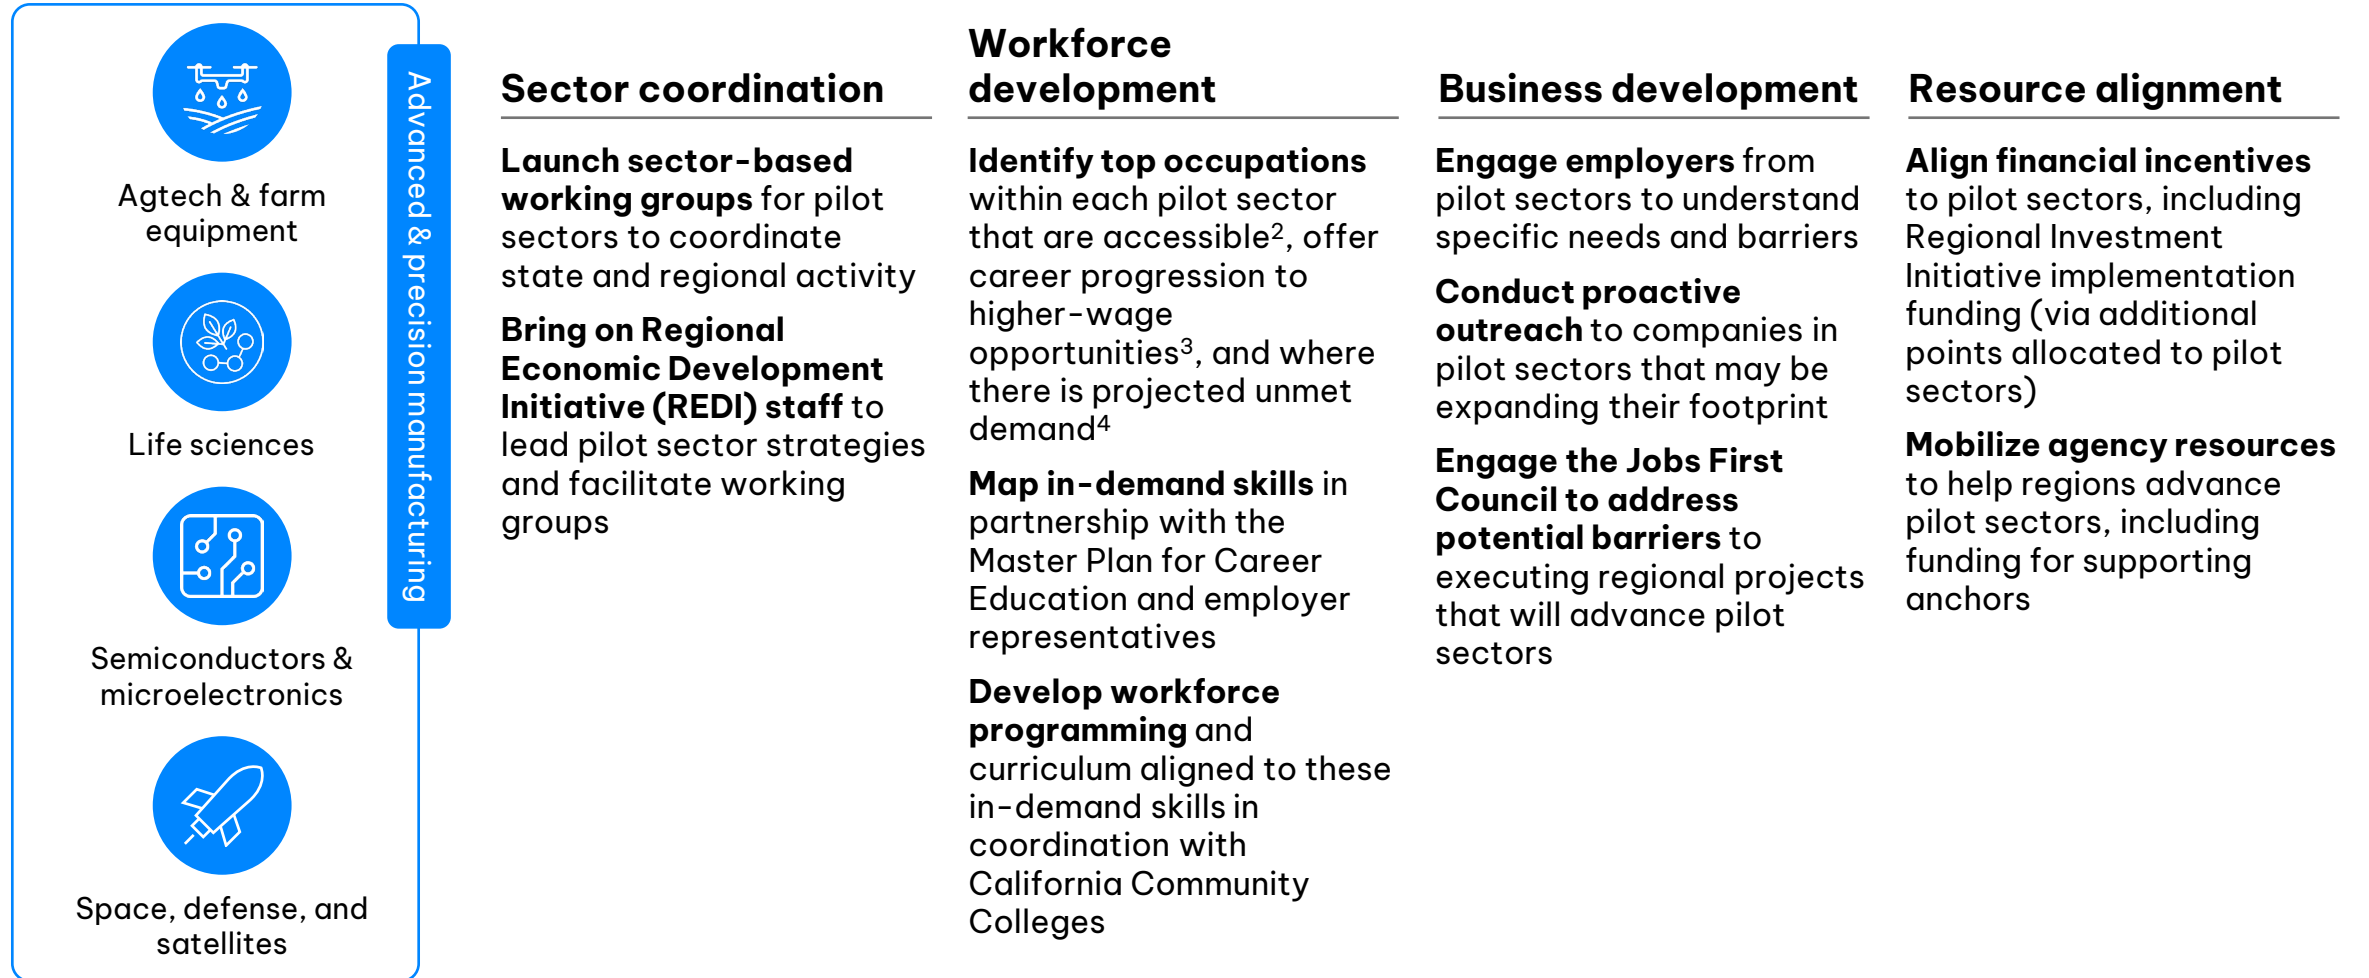 Agtech & farm
equipment
Life sciences
Semiconductors &
microelectronics
Space, defense, and
satellites
Advanced & precision manufacturing
Sector coordination
Launch sector-based
working groups for pilot
sectors to coordinate
state and regional activity
Bring on Regional
Economic Development
Initiative (REDI) staff to
lead pilot sector strategies
and facilitate working
groups
Workforce
development
Identify top occupations
within each pilot sector
that are accessible², offer
career progression to
higher-wage
opportunities³, and where
there is projected unmet
demand⁴
Map in-demand skills in
partnership with the
Master Plan for Career
Education and employer
representatives
Develop workforce
programming and
curriculum aligned to these
in-demand skills in
coordination with
California Community
Colleges
Business development
Engage employers from
pilot sectors to understand
specific needs and barriers
Conduct proactive
outreach to companies in
pilot sectors that may be
expanding their footprint
Engage the Jobs First
Council to address
potential barriers to
executing regional projects
that will advance pilot
sectors
Resource alignment
Align financial incentives
to pilot sectors, including
Regional Investment
Initiative implementation
funding (via additional
points allocated to pilot
sectors)
Mobilize agency resources
to help regions advance
pilot sectors, including
funding for supporting
anchors